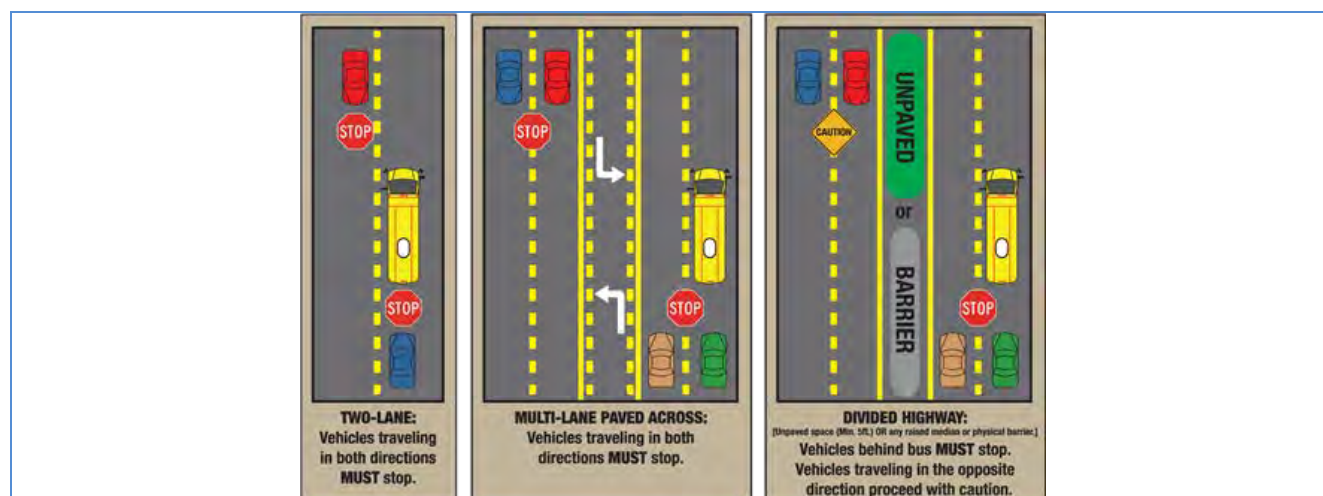 STOP
STOP
TWO-LANE:
Vehicles traveling
in both directions
MUST stop.
STOP
STOP
MULTI-LANE PAVED ACROSS:
Vehicles traveling in both
directions MUST stop.
CAUTION
UNPAVED
or
BARRIER
STOP
DIVIDED HIGHWAY:
[Unpaved space (Min. 5ft.) OR any raised median or physical barrier.]
Vehicles behind bus MUST stop.
Vehicles traveling in the opposite
direction proceed with caution.